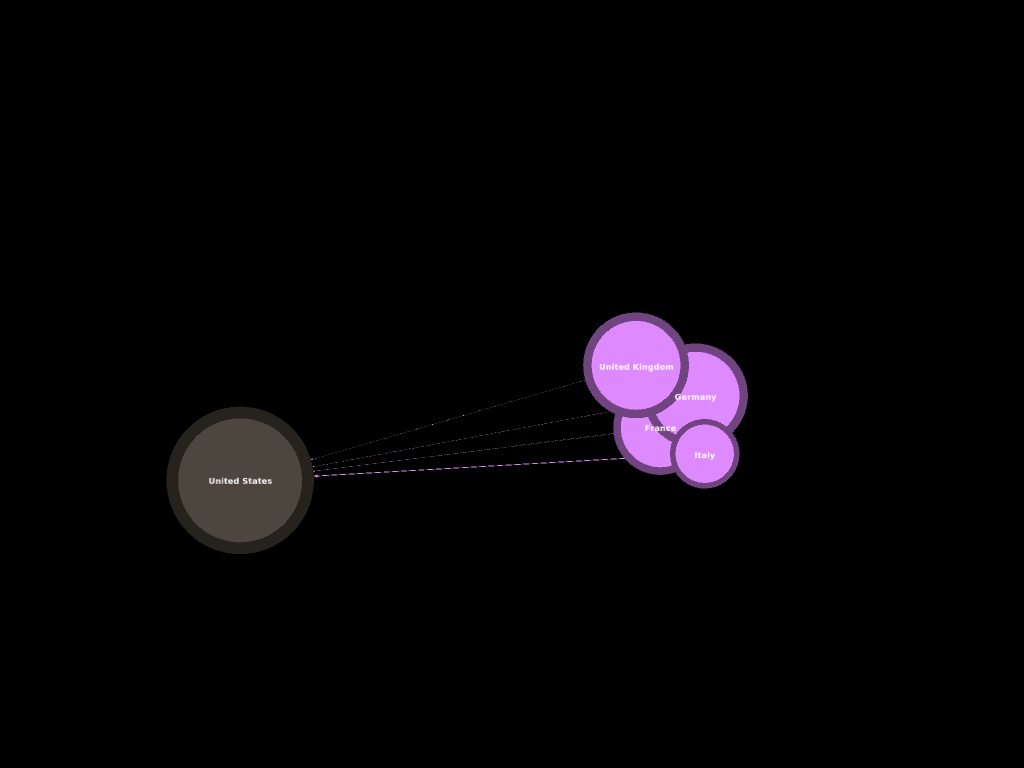 United Kingdom
Germany
France
Italy
United States